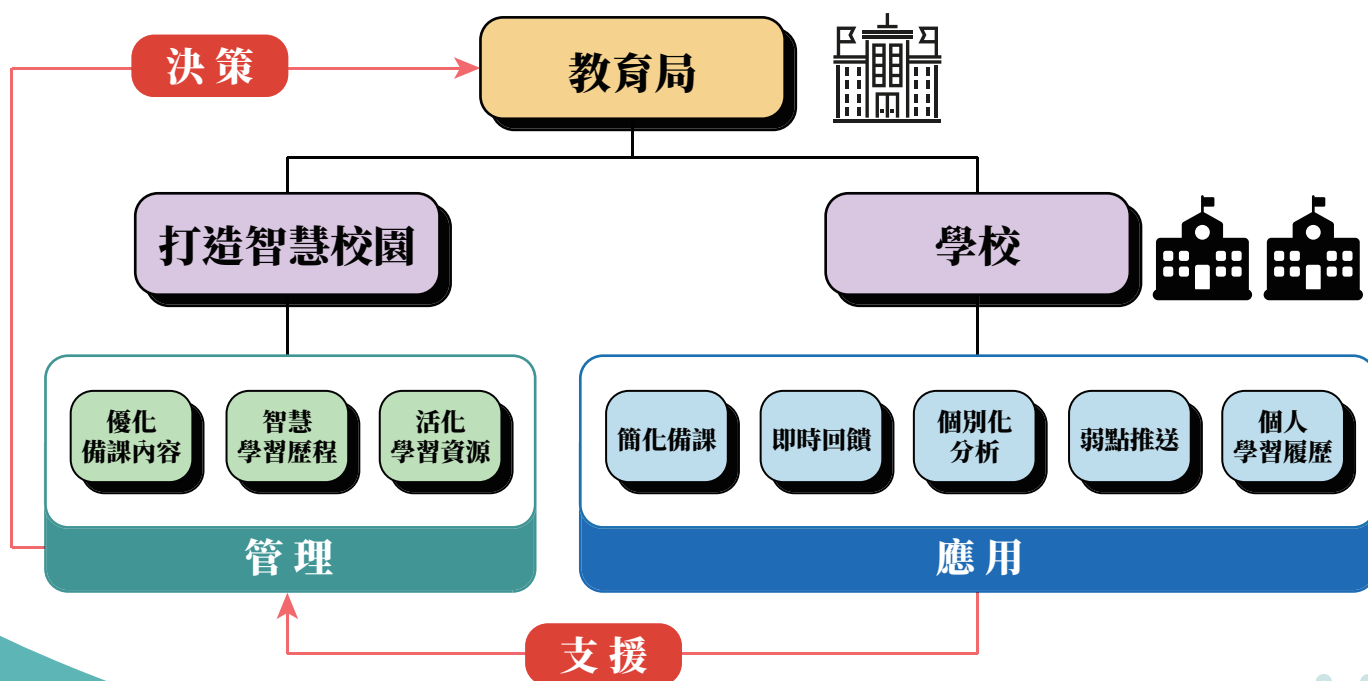 決策
教育局
打造智慧校園
學校
優化
備課內容
智慧
學習歷程
活化
學習資源
管理
簡化備課
即時回饋
個別化
分析
弱點推送
個人
學習履歷
應用
支援